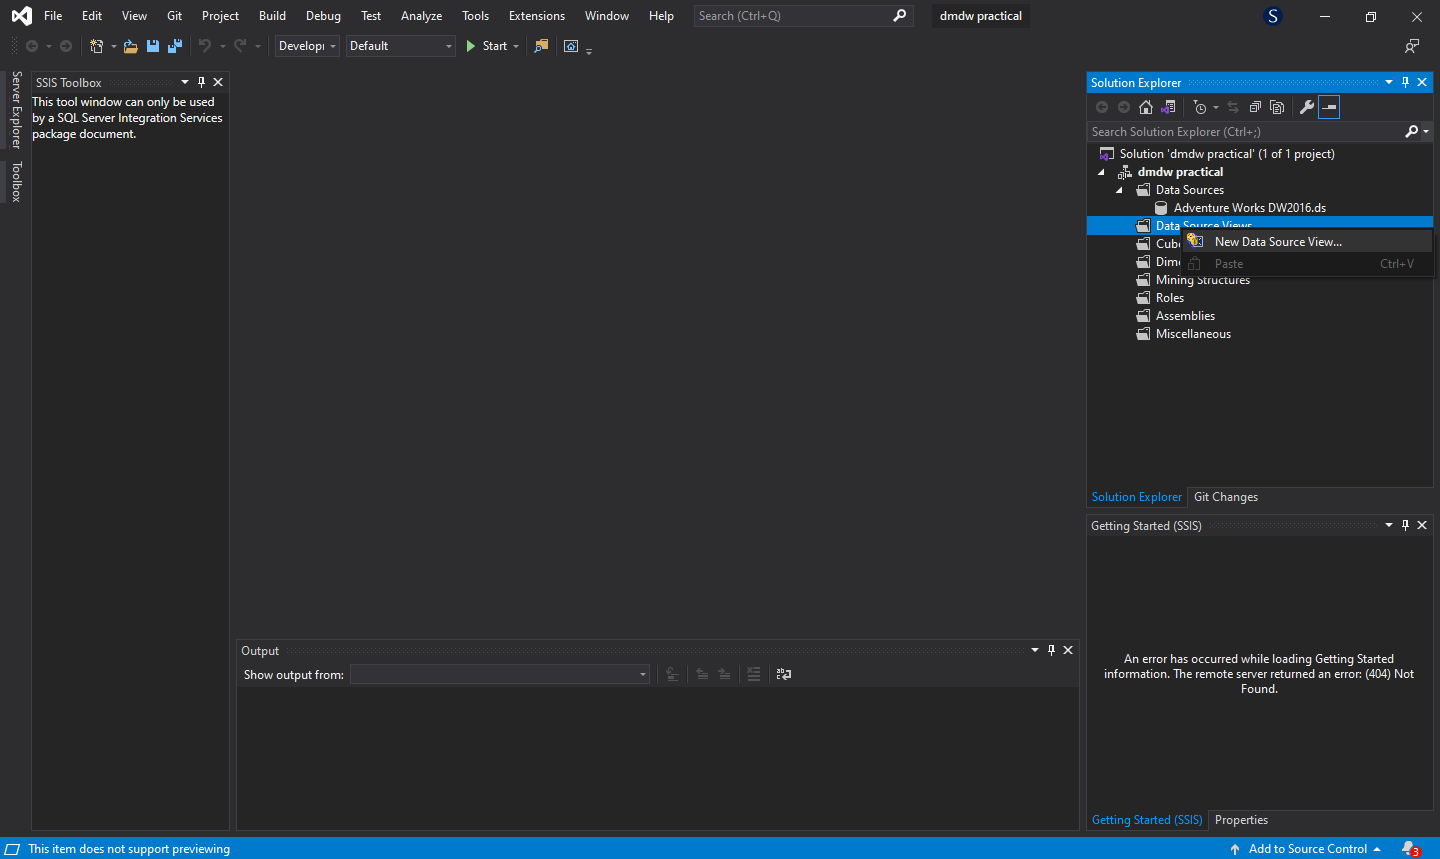 File Edit View Git Project Build Debug Test Analyze Tools Extensions Window Help Search (Ctrl+Q) dmdw practical S
Default Start
Server Explorer
Toolbox
SSIS Toolbox
This tool window can only be used
by a SQL Server Integration Services
package document.
Output
Show output from:
Solution Explorer
Search Solution Explorer (Ctrl+;)
Solution 'dmdw practical' (1 of 1 project)
dmdw practical
Data Sources
Adventure Works DW2016.ds
Data Source Views
New Data Source View...
Paste Ctrl+V
Mining Structures
Roles
Assemblies
Miscellaneous
Solution Explorer Git Changes
Getting Started (SSIS)
An error has occurred while loading Getting Started
information. The remote server returned an error: (404) Not
Found.
Getting Started (SSIS) Properties
This item does not support previewing Add to Source Control 3